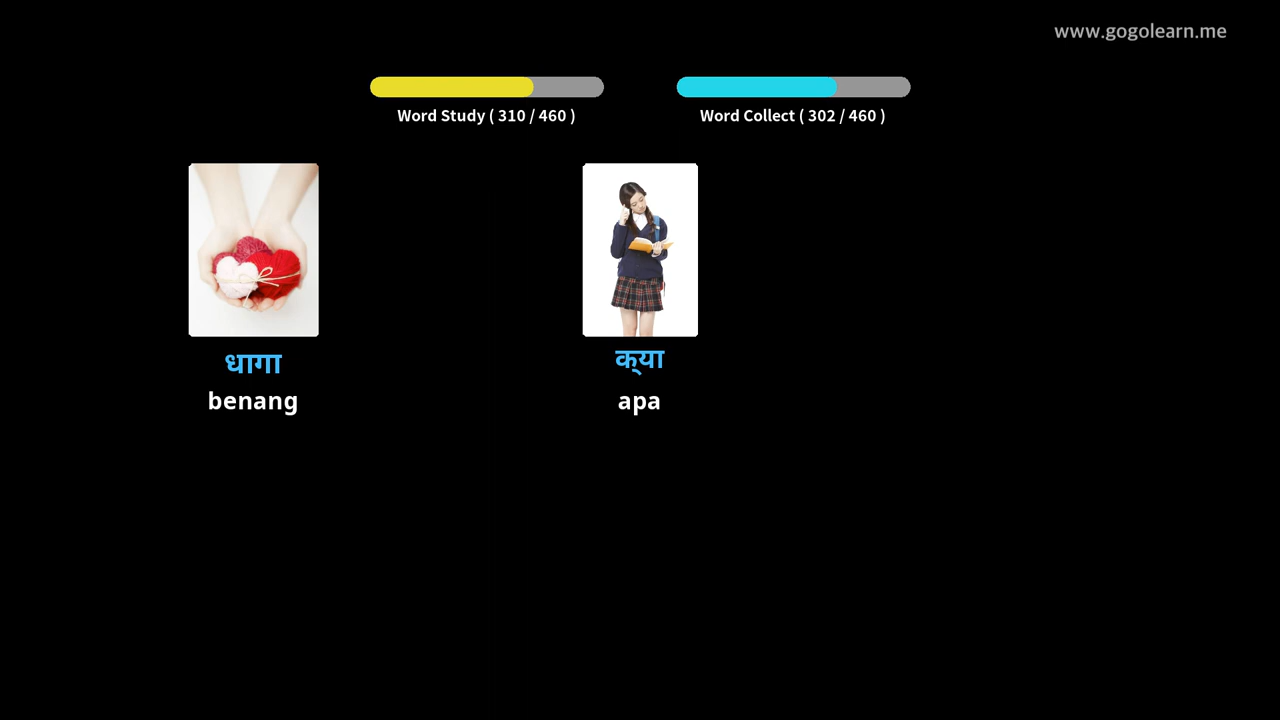 www.gogolearn.me
Word Study ( 310 / 460 )
Word Collect ( 302 / 460 )
धागा
benang
क्या
apa